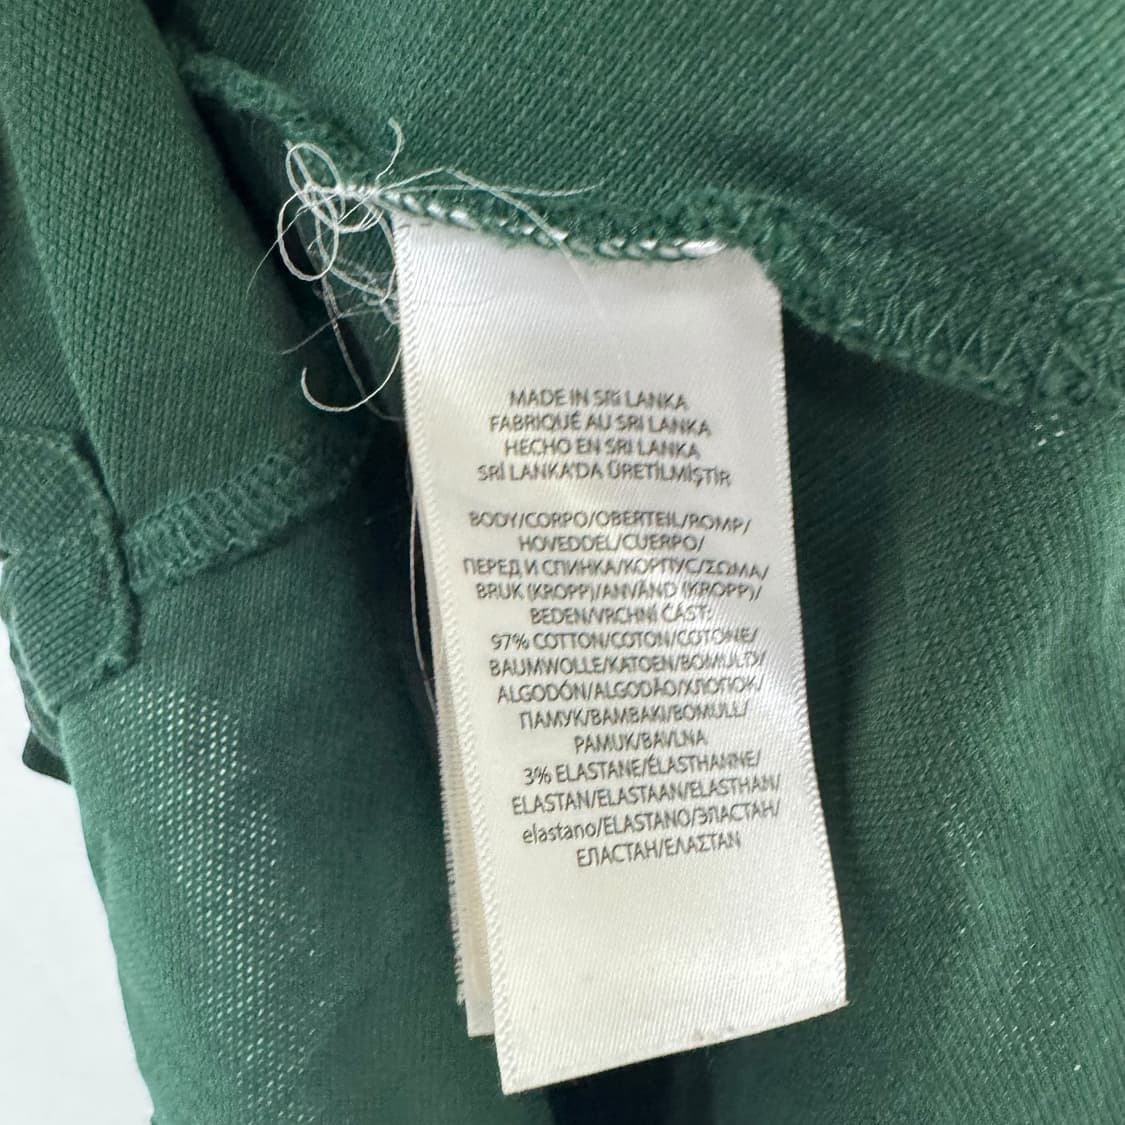 MADE IN SRİ LANKA
FABRIQUÉ AU SRI LANKA
HECHO EN SRI LANKA
SRİ LANKA'DA ÜRETİLMİŞTİR
BODY/CORPO/OBERTEIL/ROMP/
HOVEDDEL/CUERPO/
ПЕРЕД И СПИНКА/КОРПУС/ΣΩΜΑ/
BRUK (KROPP)/ANVÄND (KROPP)/
BEDEN/VRCHNÍ ČÁST:
97% COTTON/COTON/COTONE/
BAUMWOLLE/KATOEN/BOMULD/
ALGODÓN/ALGODÃO/ХЛОПОК/
ПАМУК/ΒΑΜΒΑΚΙ/BOMULL/
PAMUK/BAVLNA
3% ELASTANE/ÉLASTHANNE/
ELASTAN/ELASTAAN/ELASTHAN/
elastano/ELASTANO/ЭЛАСТАН/
ЕЛАСТАН/ΕΛΑΣΤΑΝ